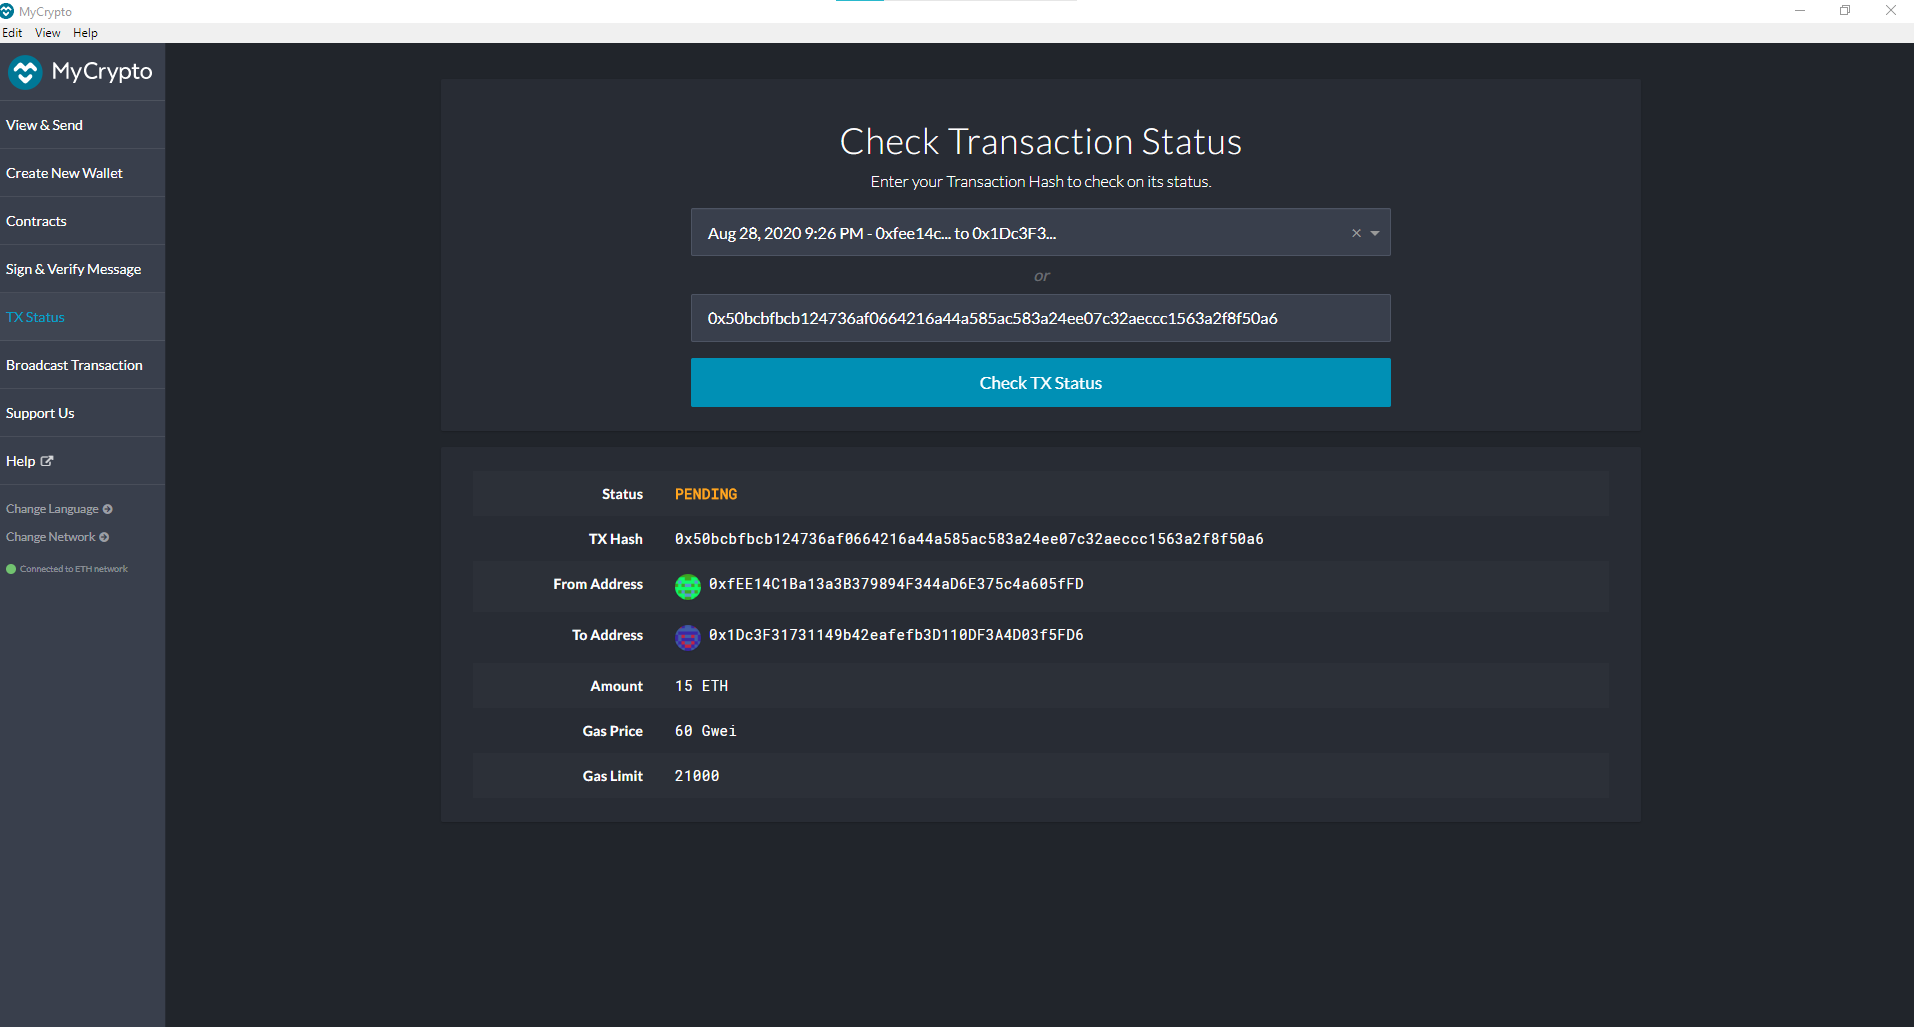 MyCrypto
Edit View Help
MyCrypto
View & Send
Create New Wallet
Contracts
Sign & Verify Message
TX Status
Broadcast Transaction
Support Us
Help
Change Language
Change Network
Connected to ETH network
Check Transaction Status
Enter your Transaction Hash to check on its status.
Aug 28, 2020 9:26 PM - 0xfee14c... to 0x1Dc3F3...
or
0x50bcbfbcb124736af0664216a44a585ac583a24ee07c32aeccc1563a2f8f50a6
Check TX Status
Status PENDING
TX Hash 0x50bcbfbcb124736af0664216a44a585ac583a24ee07c32aeccc1563a2f8f50a6
From Address 0xfEE14C1Ba13a3B379894F344aD6E375c4a605fFD
To Address 0x1Dc3F31731149b42eafefb3D110DF3A4D03f5FD6
Amount 15 ETH
Gas Price 60 Gwei
Gas Limit 21000